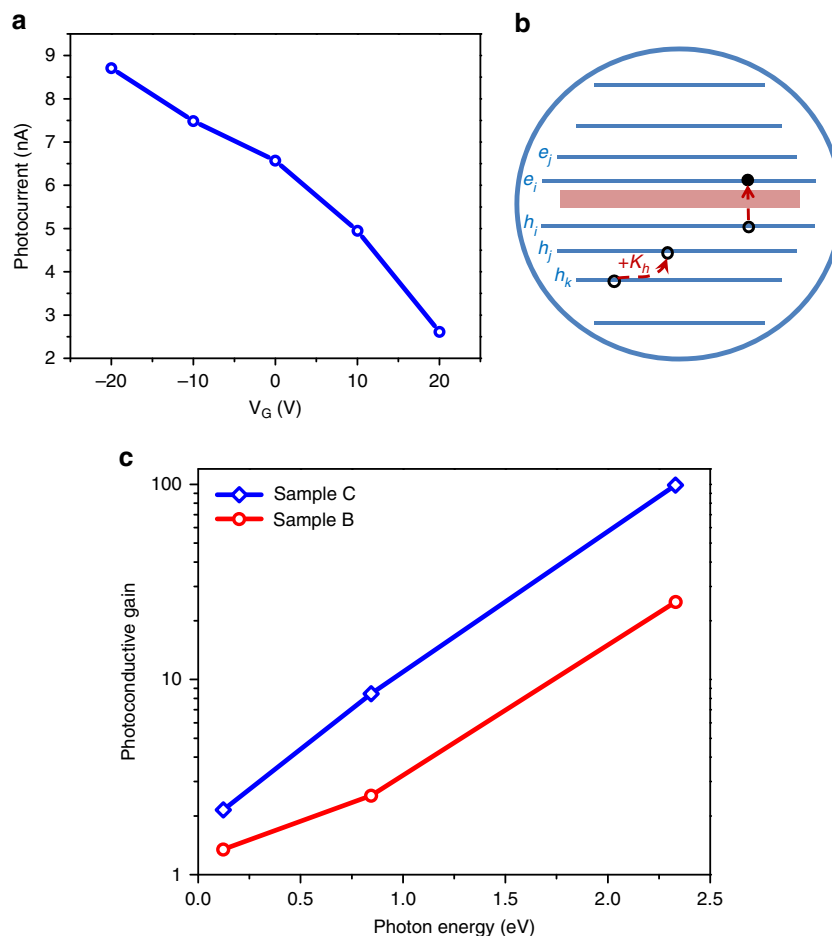 a
9
8
7
6
5
4
3
2
Photocurrent (nA)
–20
–10
0
10
20
V_G (V)
b
e_j
e_i
h_i
h_j
+K_h
h_k
c
100
10
1
Photoconductive gain
Sample C
Sample B
0.0
0.5
1.0
1.5
2.0
2.5
Photon energy (eV)